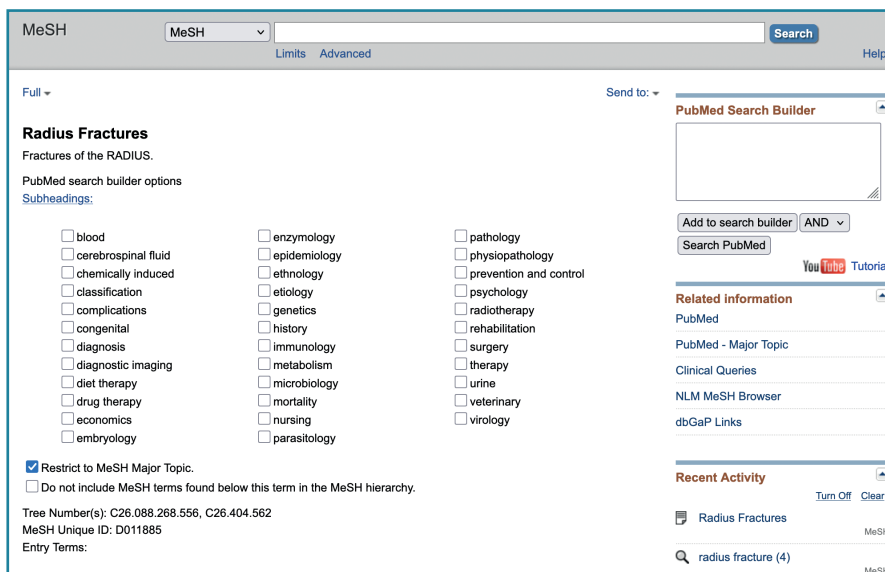 MeSH
MeSH
Search
Limits Advanced
Help
Full
Send to:
Radius Fractures
Fractures of the RADIUS.
PubMed search builder options
Subheadings:
blood
cerebrospinal fluid
chemically induced
classification
complications
congenital
diagnosis
diagnostic imaging
diet therapy
drug therapy
economics
embryology
enzymology
epidemiology
ethnology
etiology
genetics
history
immunology
metabolism
microbiology
mortality
nursing
parasitology
pathology
physiopathology
prevention and control
psychology
radiotherapy
rehabilitation
surgery
therapy
urine
veterinary
virology
Restrict to MeSH Major Topic.
Do not include MeSH terms found below this term in the MeSH hierarchy.
Tree Number(s): C26.088.268.556, C26.404.562
MeSH Unique ID: D011885
Entry Terms:
PubMed Search Builder
Add to search builder AND
Search PubMed
YouTube Tutoria
Related information
PubMed
PubMed - Major Topic
Clinical Queries
NLM MeSH Browser
dbGaP Links
Recent Activity
Turn Off Clear
Radius Fractures
MeSH
radius fracture (4)
MeSH